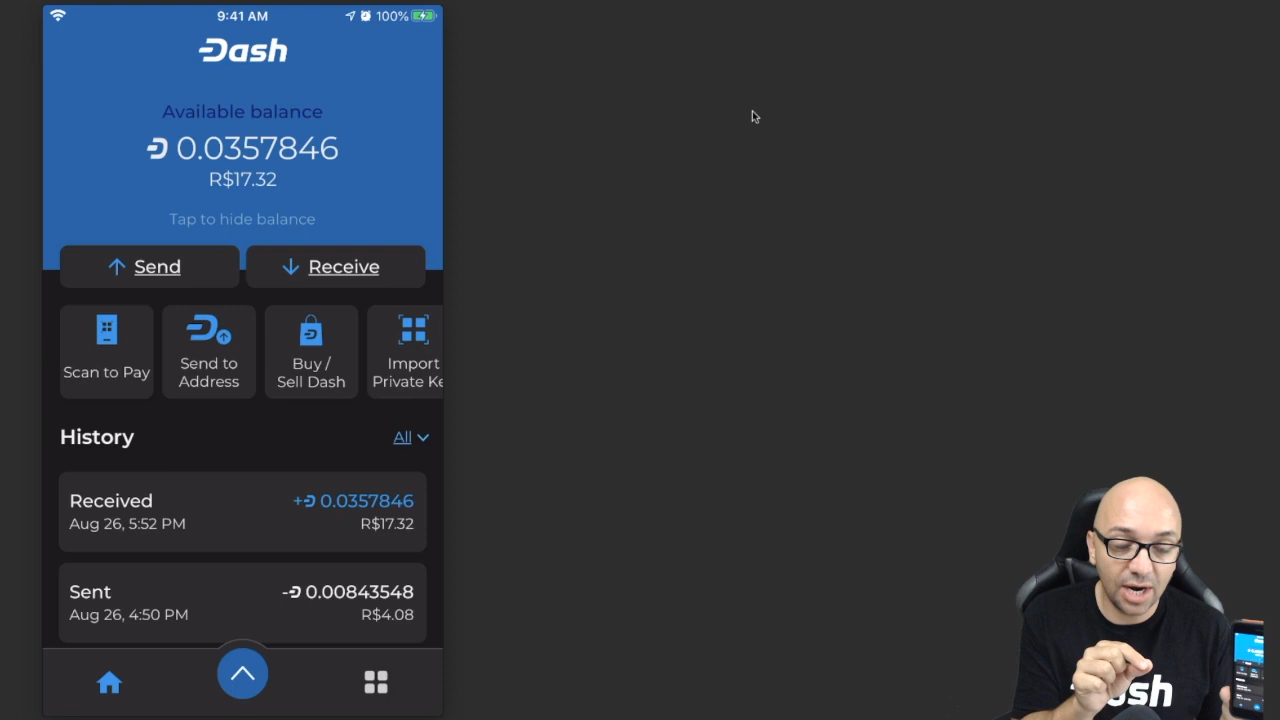 9:41 AM
100%
Dash
Available balance
0.0357846
R$17.32
Tap to hide balance
Send
Receive
Scan to Pay
Send to
Address
Buy /
Sell Dash
Import
Private Ke
History
All
Received
+ 0.0357846
Aug 26, 5:52 PM
R$17.32
Sent
- 0.00843548
Aug 26, 4:50 PM
R$4.08
ash